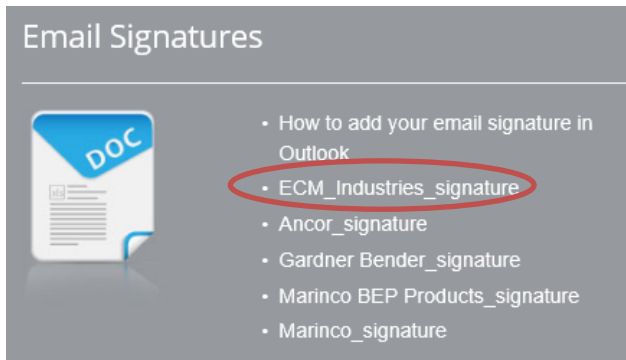 Email Signatures
DOC
xls
• How to add your email signature in
Outlook
• ECM_Industries_signature
• Ancor_signature
• Gardner Bender_signature
• Marinco BEP Products_signature
• Marinco_signature